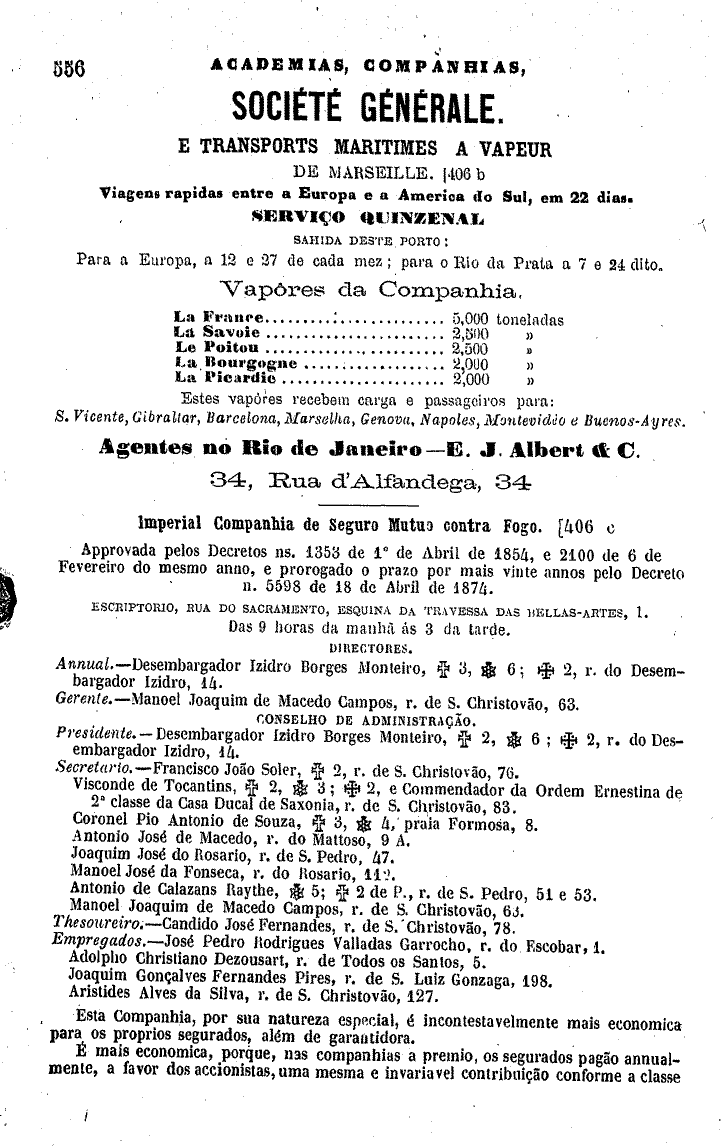 556
ACADEMIAS, COMPANHIAS,
SOCIÉTÉ GÉNÉRALE.
E TRANSPORTS MARITIMES A VAPEUR
DE MARSEILLE. [406 b
Viagens rapidas entre a Europa e a America do Sul, em 22 dias.
SERVIÇO QUINZENAL
SAHIDA DESTE PORTO:
Para a Europa, a 12 e 27 de cada mez; para o Rio da Prata a 7 e 24 dito.
Vapôres da Companhia.
La France........................... 5,000 toneladas
La Savoie ........................... 2,500 »
Le Poitou ........................... 2,500 »
La Bourgogne ..................... 2,000 »
La Picardie ........................ 2,000 »
Estes vapôres recebem carga e passageiros para:
S. Vicente, Gibraltar, Barcelona, Marselha, Genova, Napoles, Montevidéo e Buenos-Ayres.
Agentes no Rio de Janeiro—E. J. Albert & C.
34, Rua d'Alfandega, 34
Imperial Companhia de Seguro Mutuo contra Fogo. [406 c
Approvada pelos Decretos ns. 1353 de 1º de Abril de 1854, e 2100 de 6 de
Fevereiro do mesmo anno, e prorogado o prazo por mais vinte annos pelo Decreto
n. 5598 de 18 de Abril de 1874.
ESCRIPTORIO, RUA DO SACRAMENTO, ESQUINA DA TRAVESSA DAS BELLAS-ARTES, 1.
Das 9 horas da manhã ás 3 da tarde.
DIRECTORES.
Annual.—Desembargador Izidro Borges Monteiro, ✠ 3, ❀ 6; ✠ 2, r. do Desem-
bargador Izidro, 14.
Gerente.—Manoel Joaquim de Macedo Campos, r. de S. Christovão, 63.
CONSELHO DE ADMINISTRAÇÃO.
Presidente.—Desembargador Izidro Borges Monteiro, ✠ 2, ❀ 6; ✠ 2, r. do Des-
embargador Izidro, 14.
Secretario.—Francisco João Soler, ✠ 2, r. de S. Christovão, 76.
Visconde de Tocantins, ✠ 2, ❀ 3; ✠ 2, e Commendador da Ordem Ernestina de
2ª classe da Casa Ducal de Saxonia, r. de S. Christovão, 83.
Coronel Pio Antonio de Souza, ✠ 3, ❀ 4, praia Formosa, 8.
Antonio José de Macedo, r. do Mattoso, 9 A.
Joaquim José do Rosario, r. de S. Pedro, 47.
Manoel José da Fonseca, r. do Rosario, 112.
Antonio de Calazans Raythe, ❀ 5; ✠ 2 de P., r. de S. Pedro, 51 e 53.
Manoel Joaquim de Macedo Campos, r. de S. Christovão, 63.
Thesoureiro.—Candido José Fernandes, r. de S. Christovão, 78.
Empregados.—José Pedro Rodrigues Valladas Garrocho, r. do Escobar, 1.
Adolpho Christiano Dezousart, r. de Todos os Santos, 5.
Joaquim Gonçalves Fernandes Pires, r. de S. Luiz Gonzaga, 198.
Aristides Alves da Silva, r. de S. Christovão, 127.
Esta Companhia, por sua natureza especial, é incontestavelmente mais economica
para os proprios segurados, além de garantidora.
É mais economica, porque, nas companhias a premio, os segurados pagão annual-
mente, a favor dos accionistas, uma mesma e invariavel contribuição conforme a classe